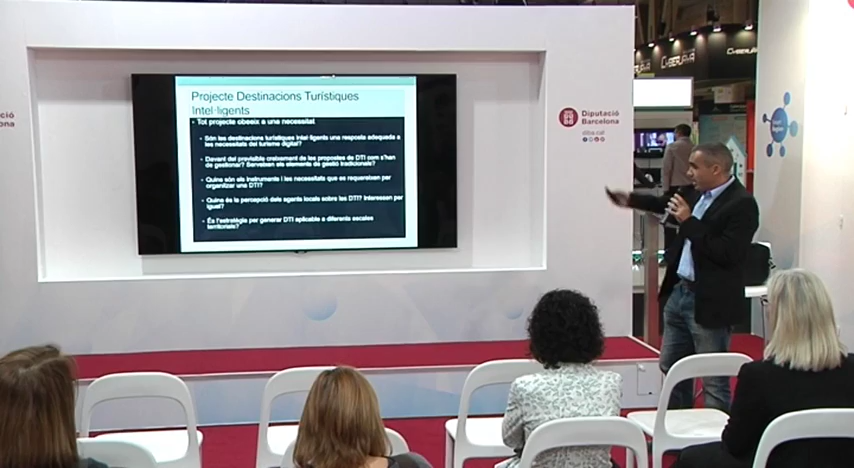 Projecte Destinacions Turístiques
Intel·ligents
Tot projecte obeeix a una necessitat
Són les destinacions turístiques intel·ligents una resposta adequada a
les necessitats del turisme digital?
Davant del previsible creixement de les propostes de DTI com s'han
de gestionar? Serveixen els elements de gestió tradicionals?
Quins són els instruments i les necessitats que es requereixen per
organitzar una DTI?
Quina és la percepció dels agents locals sobre les DTI? Interessen per
igual?
És l'estratègia per generar DTI aplicable a diferents escales
territorials?
Diputació
Barcelona
diba.cat